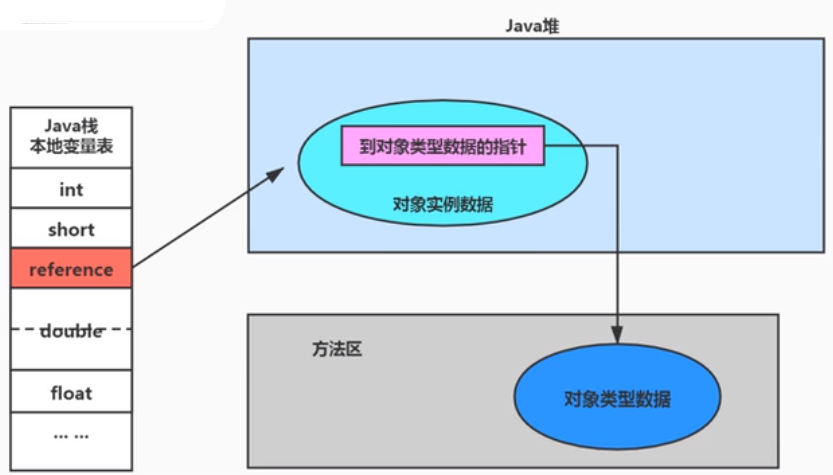 Java堆
Java栈
本地变量表
int
short
reference
double
float
... ...
到对象类型数据的指针
对象实例数据
方法区
对象类型数据